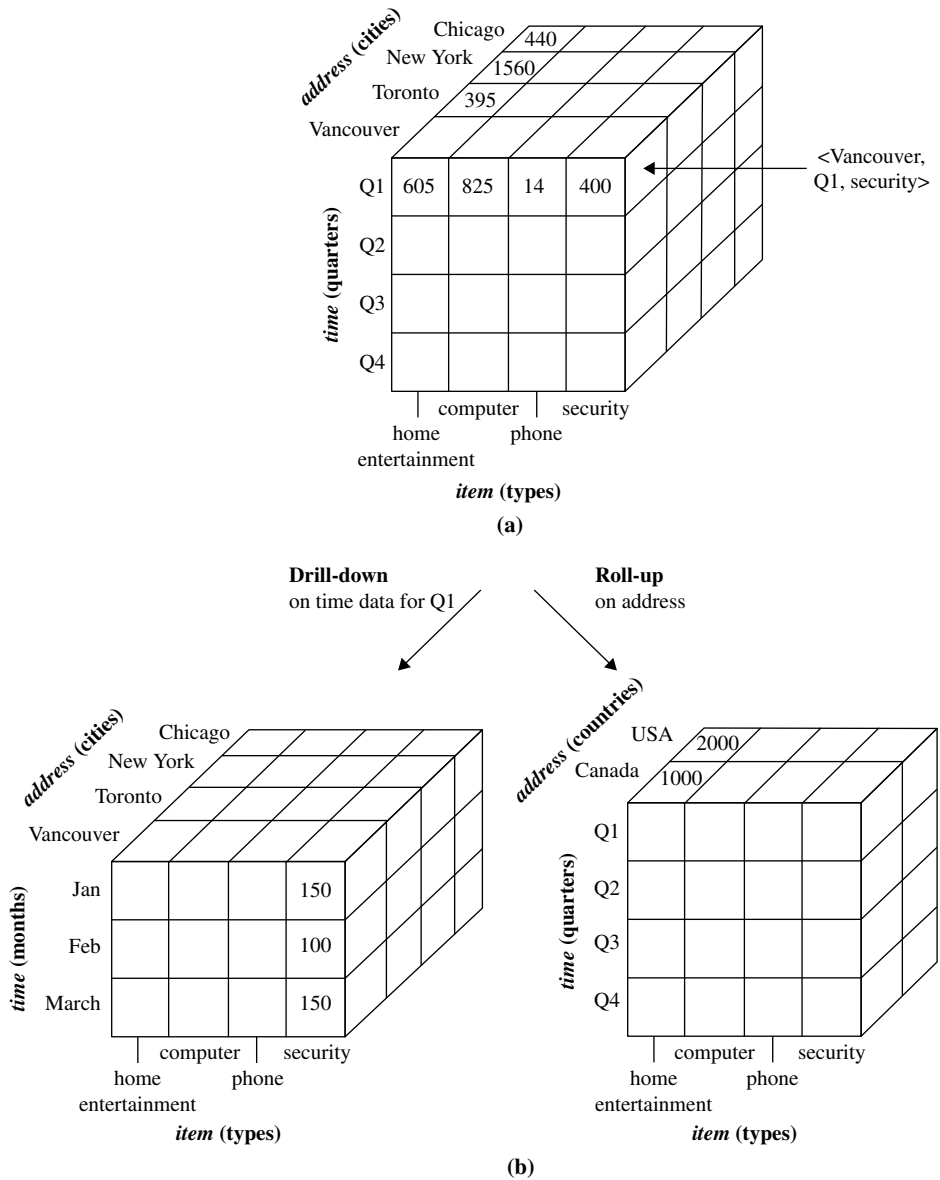 address (cities)
Chicago
440
New York
1560
Toronto
395
Vancouver
<Vancouver,
Q1, security>
Q1 605 825 14 400
Q2
Q3
Q4
time (quarters)
computer security
home phone
entertainment
item (types)
(a)
Drill-down
on time data for Q1
Roll-up
on address
address (cities)
Chicago
New York
Toronto
Vancouver
Jan 150
Feb 100
March 150
time (months)
computer security
home phone
entertainment
item (types)
address (countries)
USA 2000
Canada 1000
Q1
Q2
Q3
Q4
time (quarters)
computer security
home phone
entertainment
item (types)
(b)